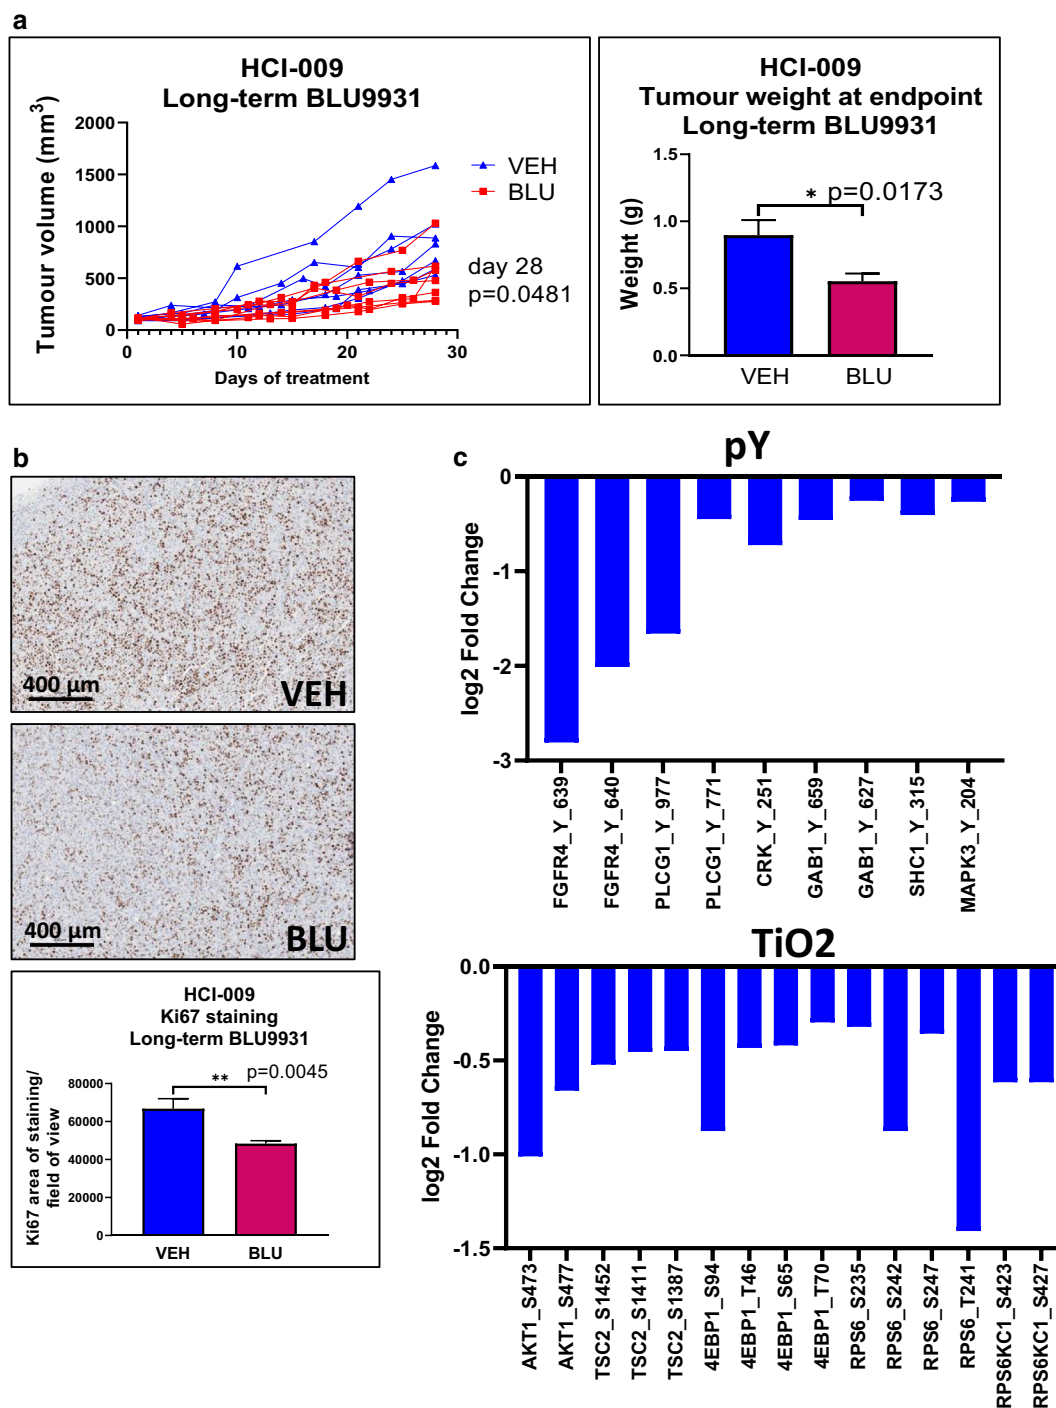 a
HCI-009
Long-term BLU9931
Tumour volume (mm3)
2000
1500
1000
500
0
0
10
20
30
Days of treatment
VEH
BLU
day 28
p=0.0481
HCI-009
Tumour weight at endpoint
Long-term BLU9931
Weight (g)
1.5
1.0
0.5
0.0
* p=0.0173
VEH
BLU
b
400 µm
VEH
400 µm
BLU
HCI-009
Ki67 staining
Long-term BLU9931
Ki67 area of staining/
field of view
80000
60000
40000
20000
0
** p=0.0045
VEH
BLU
c
pY
log2 Fold Change
0
-1
-2
-3
FGFR4_Y_639
FGFR4_Y_640
PLCG1_Y_977
PLCG1_Y_771
CRK_Y_251
GAB1_Y_659
GAB1_Y_627
SHC1_Y_315
MAPK3_Y_204
TiO2
log2 Fold Change
0.0
-0.5
-1.0
-1.5
AKT1_S473
AKT1_S477
TSC2_S1452
TSC2_S1411
TSC2_S1387
4EBP1_S94
4EBP1_T46
4EBP1_S65
4EBP1_T70
RPS6_S235
RPS6_S242
RPS6_S247
RPS6_T241
RPS6KC1_S423
RPS6KC1_S427